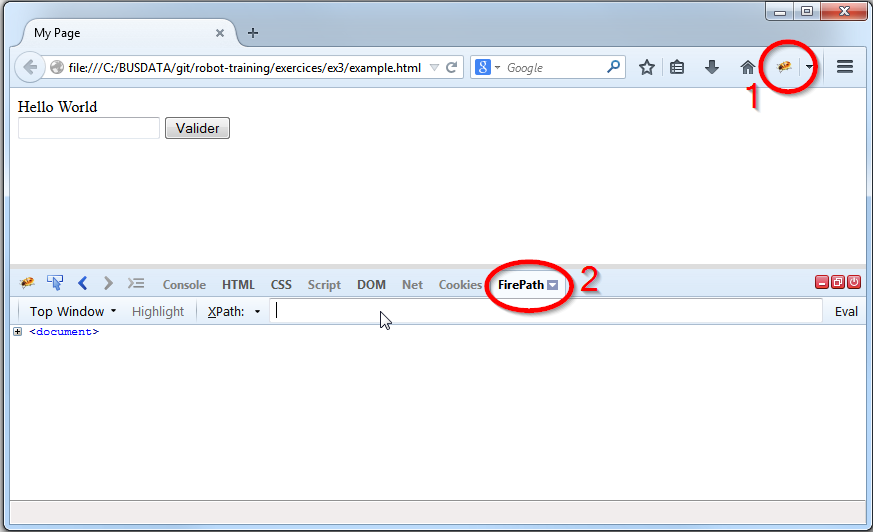 My Page
file:///C:/BUSDATA/git/robot-training/exercices/ex3/example.html
8 Google
1
Hello World
Valider
Console HTML CSS Script DOM Net Cookies FirePath 2
Top Window Highlight XPath: Eval
<document>